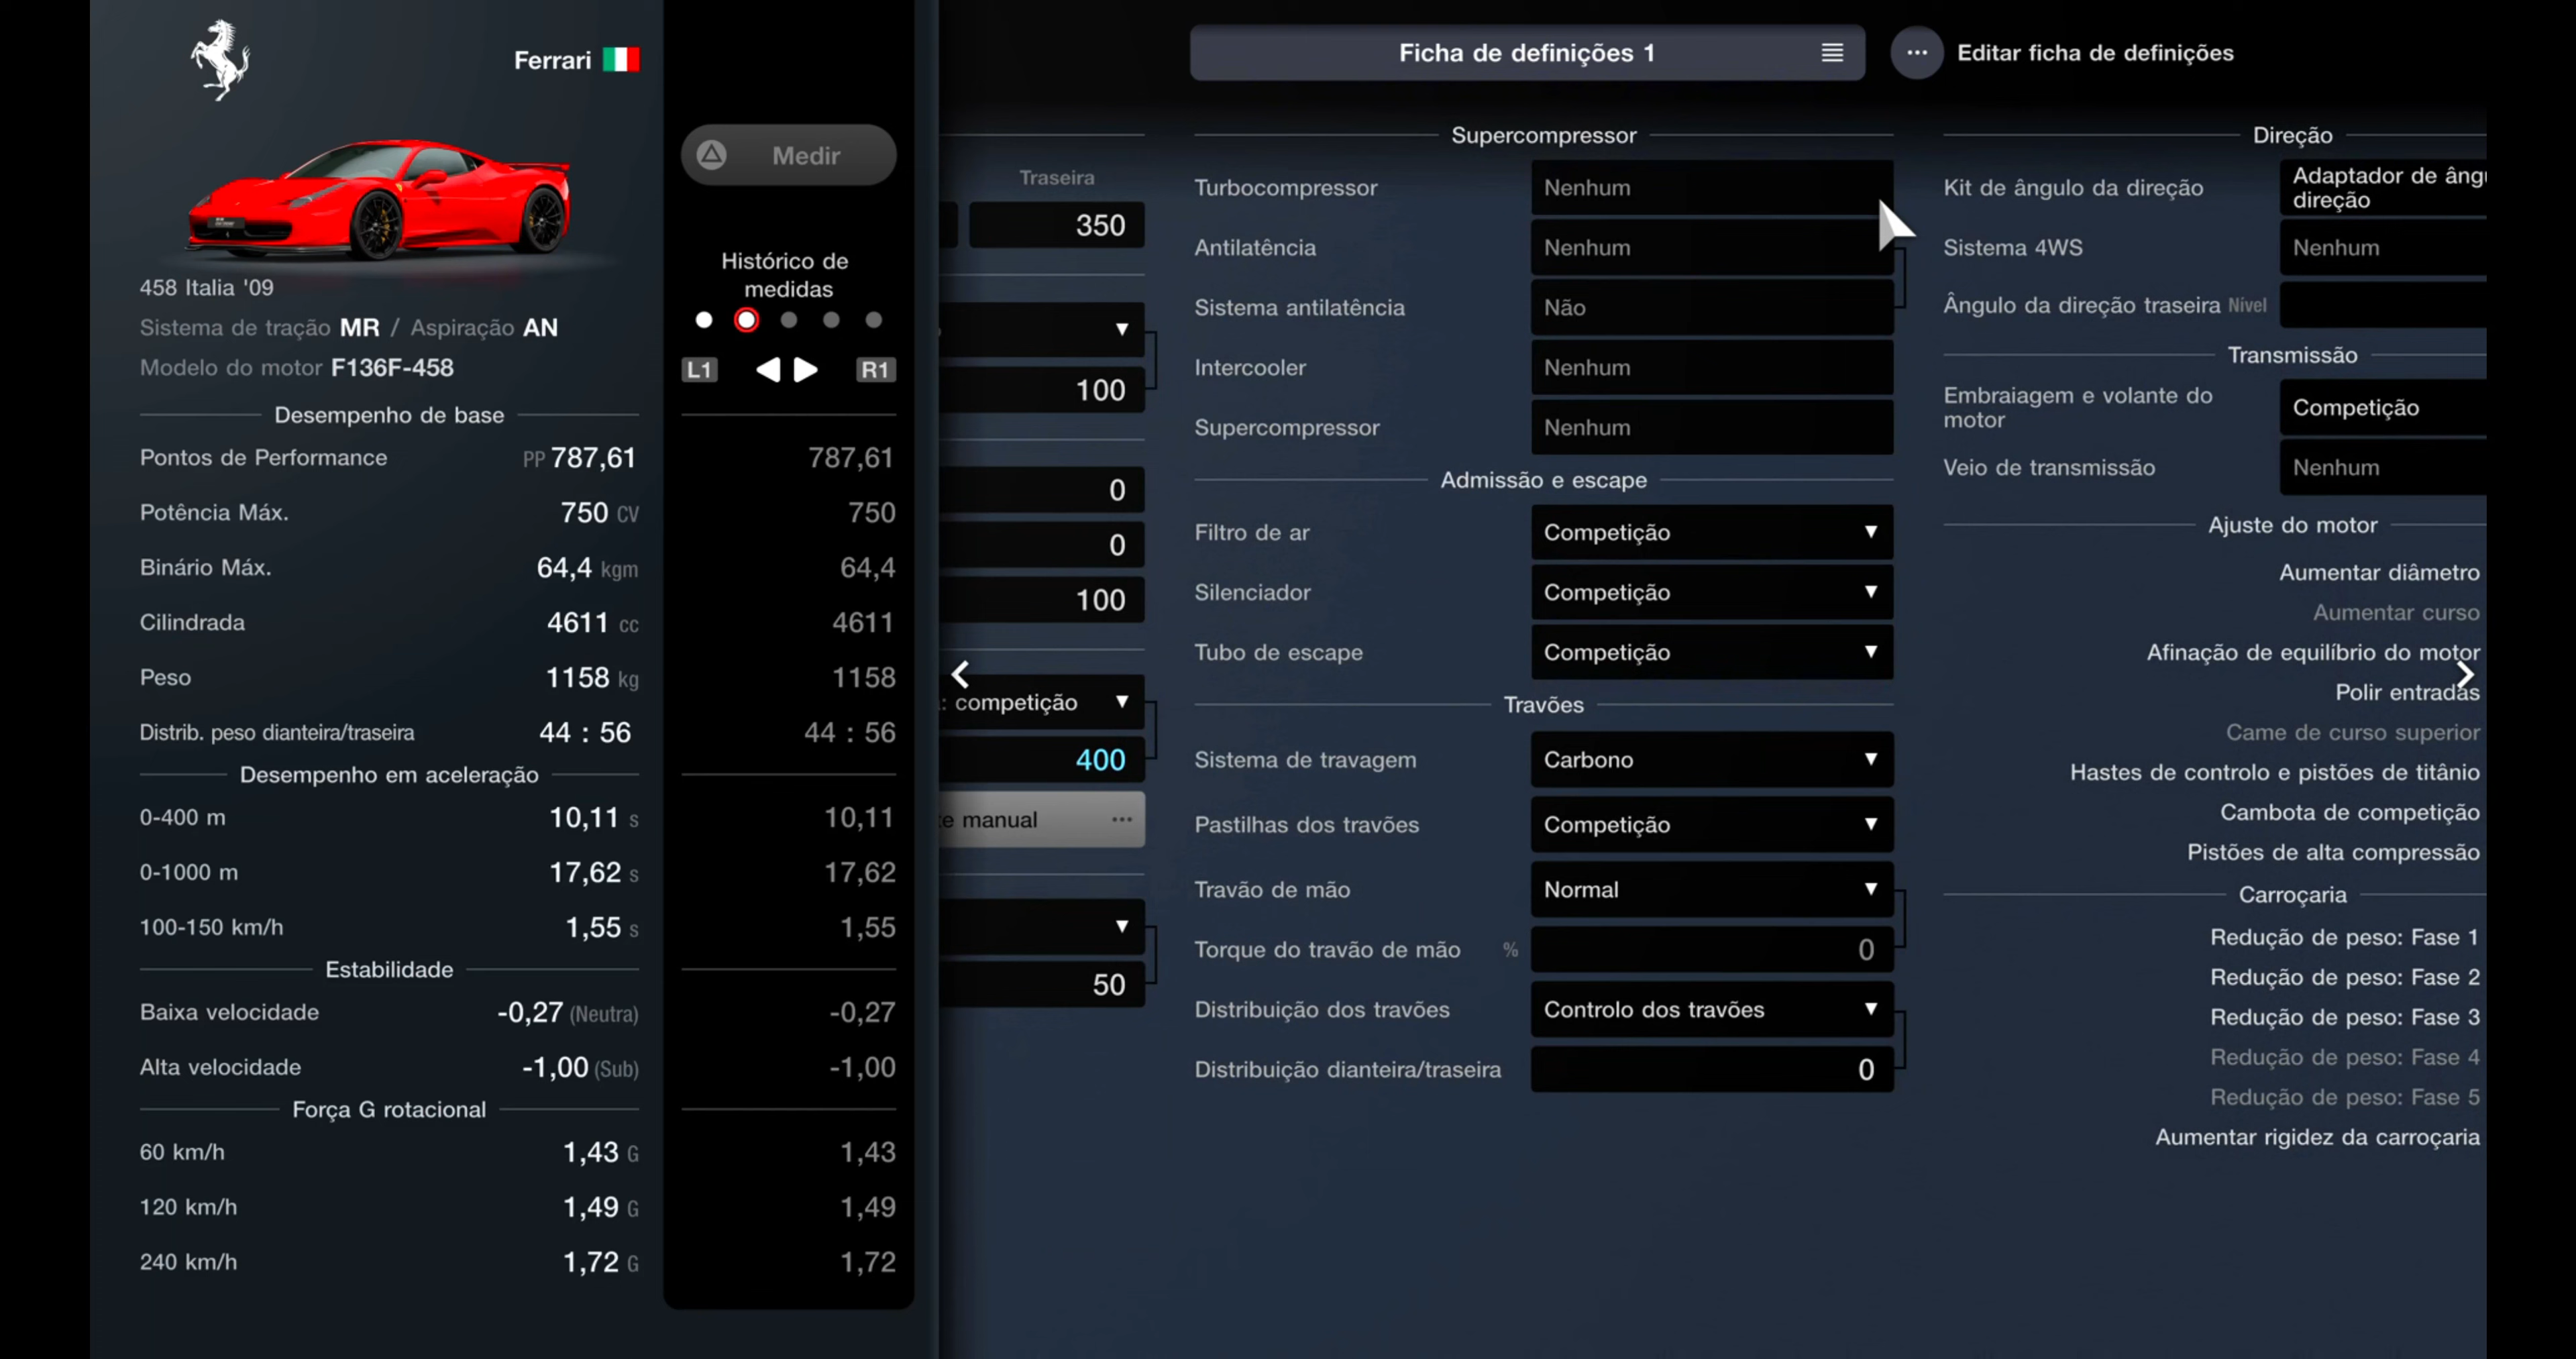 Ferrari
458 Italia '09
Sistema de tração MR / Aspiração AN
Modelo do motor F136F-458
Desempenho de base
Pontos de Performance PP 787,61
Potência Máx. 750 CV
Binário Máx. 64,4 kgm
Cilindrada 4611 cc
Peso 1158 kg
Distrib. peso dianteira/traseira 44 : 56
Desempenho em aceleração
0-400 m 10,11 s
0-1000 m 17,62 s
100-150 km/h 1,55 s
Estabilidade
Baixa velocidade -0,27 (Neutra)
Alta velocidade -1,00 (Sub)
Força G rotacional
60 km/h 1,43 G
120 km/h 1,49 G
240 km/h 1,72 G
Medir
Histórico de
medidas
L1 R1
787,61
750
64,4
4611
1158
44 : 56
10,11
17,62
1,55
-0,27
-1,00
1,43
1,49
1,72
Ficha de definições 1
Editar ficha de definições
Traseira
350
100
0
0
100
: competição
400
e manual
50
Supercompressor
Turbocompressor Nenhum
Antilatência Nenhum
Sistema antilatência Não
Intercooler Nenhum
Supercompressor Nenhum
Admissão e escape
Filtro de ar Competição
Silenciador Competição
Tubo de escape Competição
Travões
Sistema de travagem Carbono
Pastilhas dos travões Competição
Travão de mão Normal
Torque do travão de mão % 0
Distribuição dos travões Controlo dos travões
Distribuição dianteira/traseira 0
Direção
Kit de ângulo da direção Adaptador de âng
direção
Sistema 4WS Nenhum
Ângulo da direção traseira Nível
Transmissão
Embraiagem e volante do
motor Competição
Veio de transmissão Nenhum
Ajuste do motor
Aumentar diâmetro
Aumentar curso
Afinação de equilíbrio do motor
Polir entradas
Came de curso superior
Hastes de controlo e pistões de titânio
Cambota de competição
Pistões de alta compressão
Carroçaria
Redução de peso: Fase 1
Redução de peso: Fase 2
Redução de peso: Fase 3
Redução de peso: Fase 4
Redução de peso: Fase 5
Aumentar rigidez da carroçaria